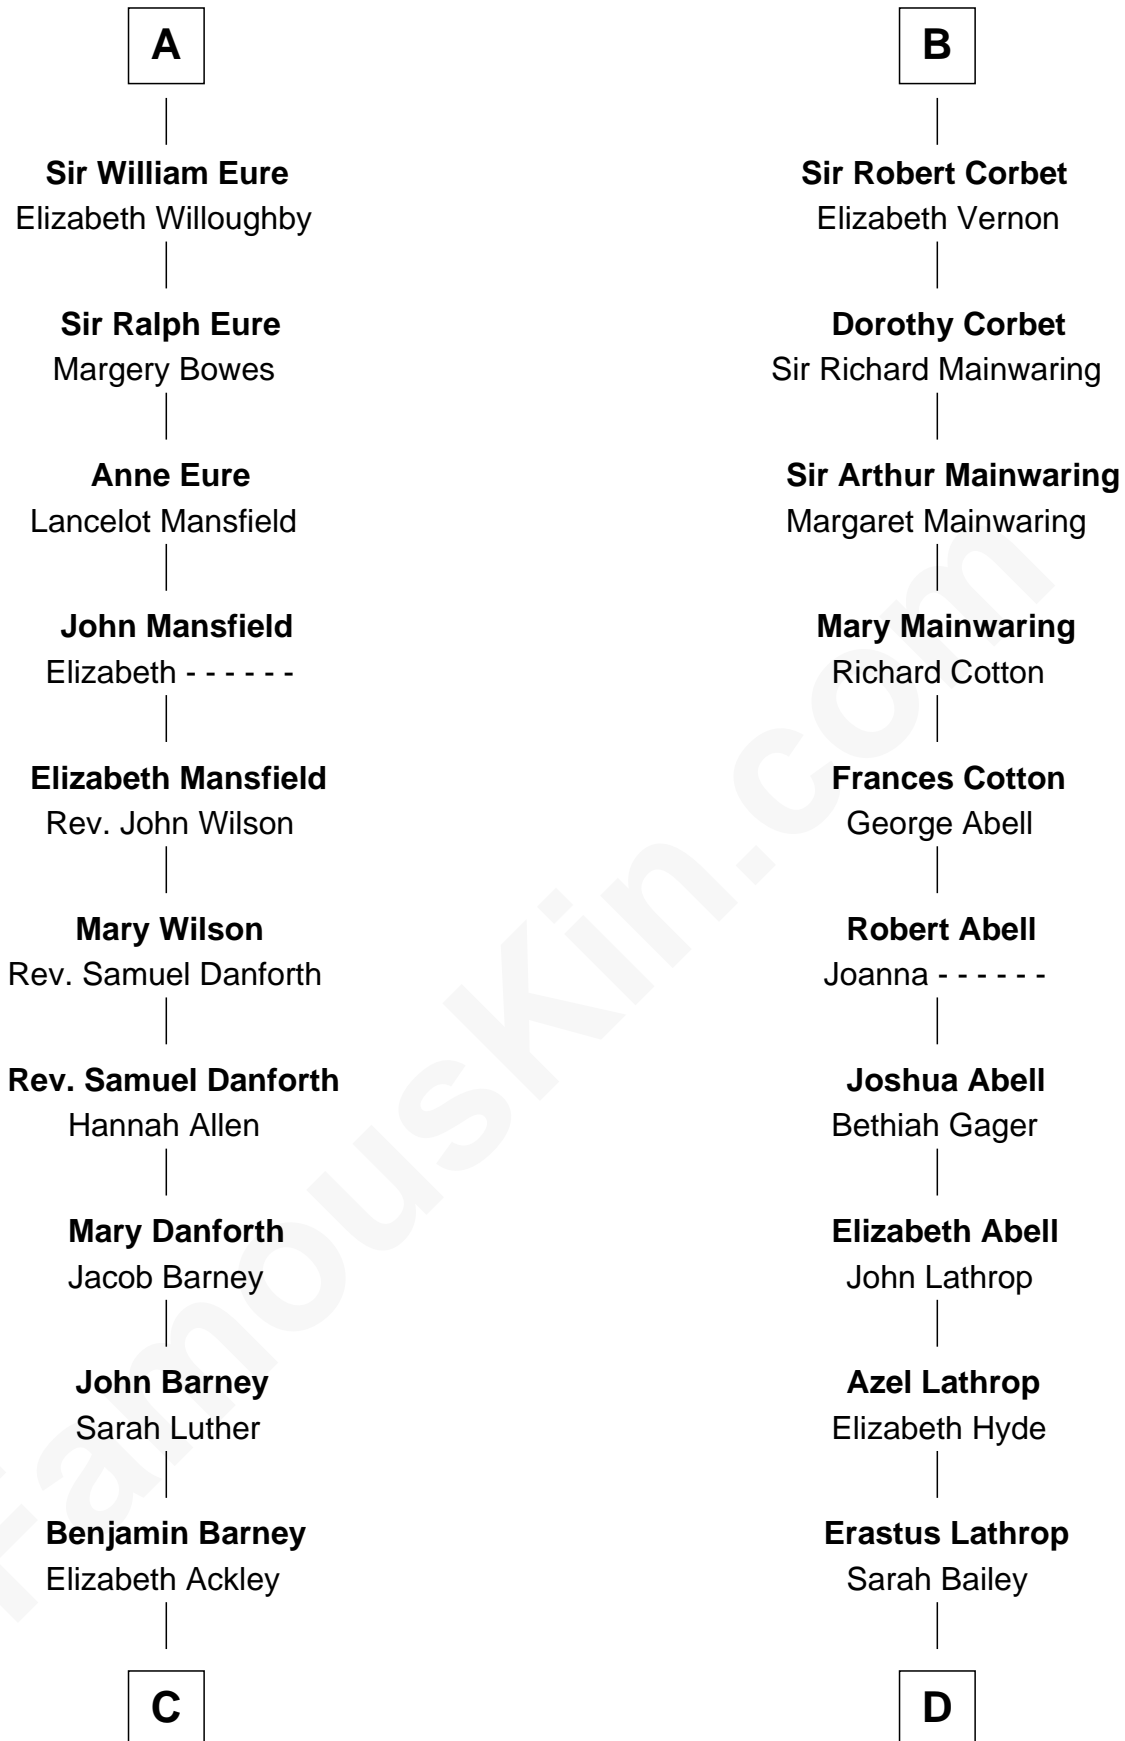 A
Sir William Eure
Elizabeth Willoughby
Sir Ralph Eure
Margery Bowes
Anne Eure
Lancelot Mansfield
John Mansfield
Elizabeth - - - - - -
Elizabeth Mansfield
Rev. John Wilson
Mary Wilson
Rev. Samuel Danforth
Rev. Samuel Danforth
Hannah Allen
Mary Danforth
Jacob Barney
John Barney
Sarah Luther
Benjamin Barney
Elizabeth Ackley
C
B
Sir Robert Corbet
Elizabeth Vernon
Dorothy Corbet
Sir Richard Mainwaring
Sir Arthur Mainwaring
Margaret Mainwaring
Mary Mainwaring
Richard Cotton
Frances Cotton
George Abell
Robert Abell
Joanna - - - - - -
Joshua Abell
Bethiah Gager
Elizabeth Abell
John Lathrop
Azel Lathrop
Elizabeth Hyde
Erastus Lathrop
Sarah Bailey
D
FamousKin.com